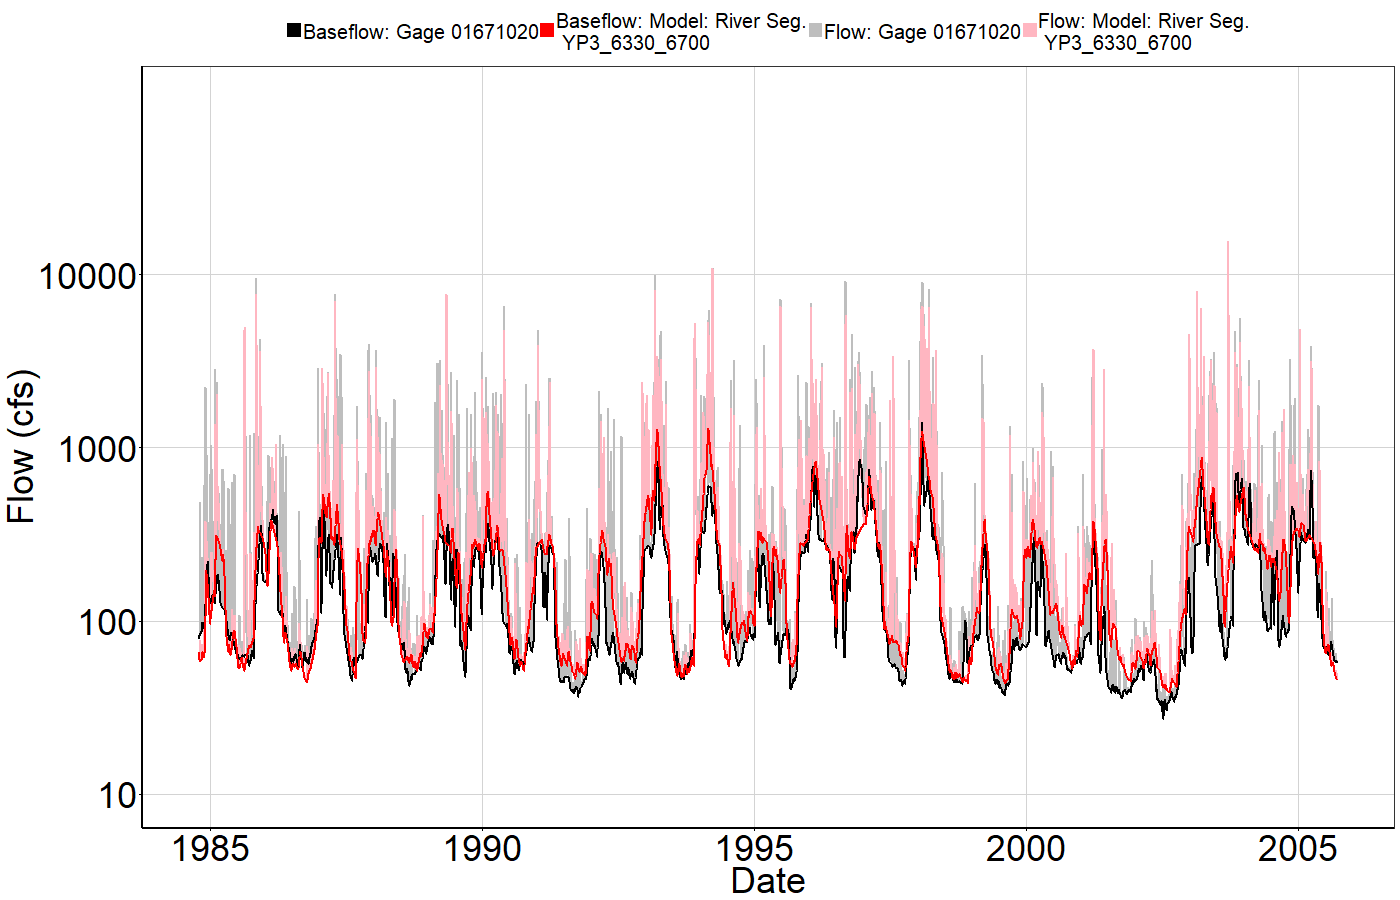 Baseflow: Gage 01671020
Baseflow: Model: River Seg.
YP3_6330_6700
Flow: Gage 01671020
Flow: Model: River Seg.
YP3_6330_6700
Flow (cfs)
10000
1000
100
10
1985
1990
1995
2000
2005
Date